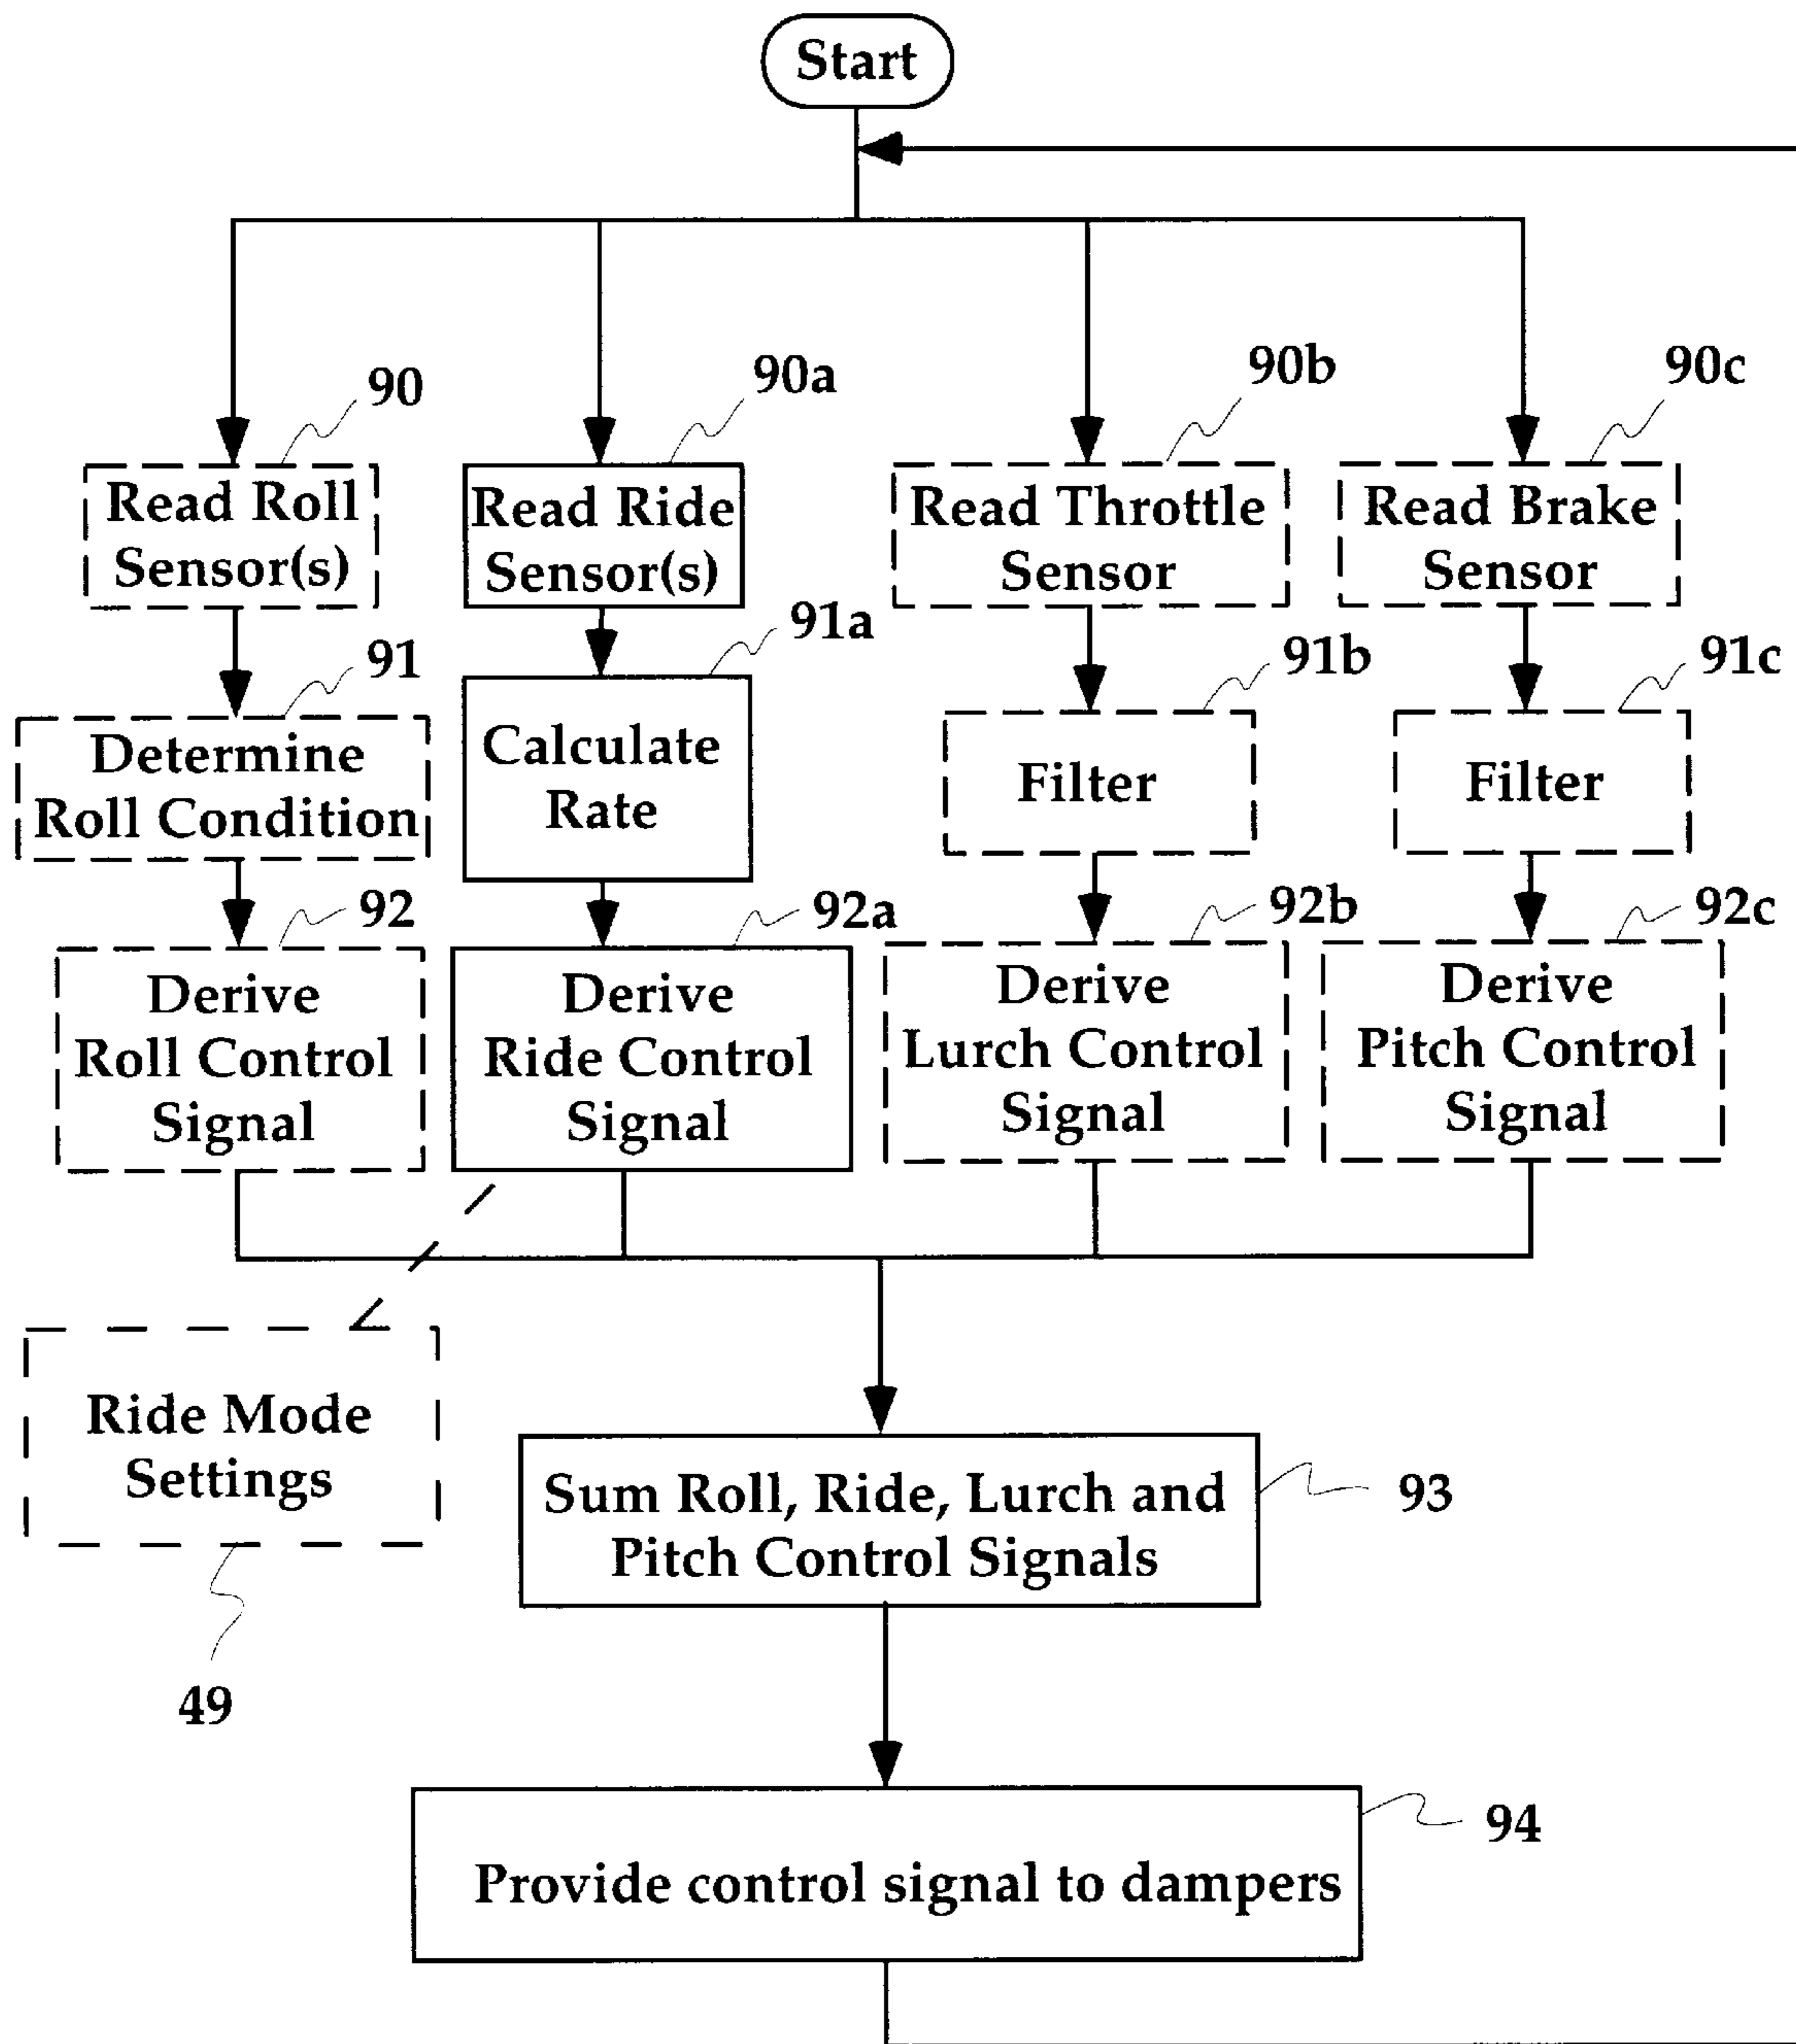 Start
90
90a
90b
90c
Read Roll
Sensor(s)
Read Ride
Sensor(s)
Read Throttle
Sensor
Read Brake
Sensor
91
91a
91b
91c
Determine
Roll Condition
Calculate
Rate
Filter
Filter
92
92a
92b
92c
Derive
Roll Control
Signal
Derive
Ride Control
Signal
Derive
Lurch Control
Signal
Derive
Pitch Control
Signal
Ride Mode
Settings
49
Sum Roll, Ride, Lurch and
Pitch Control Signals
93
Provide control signal to dampers
94